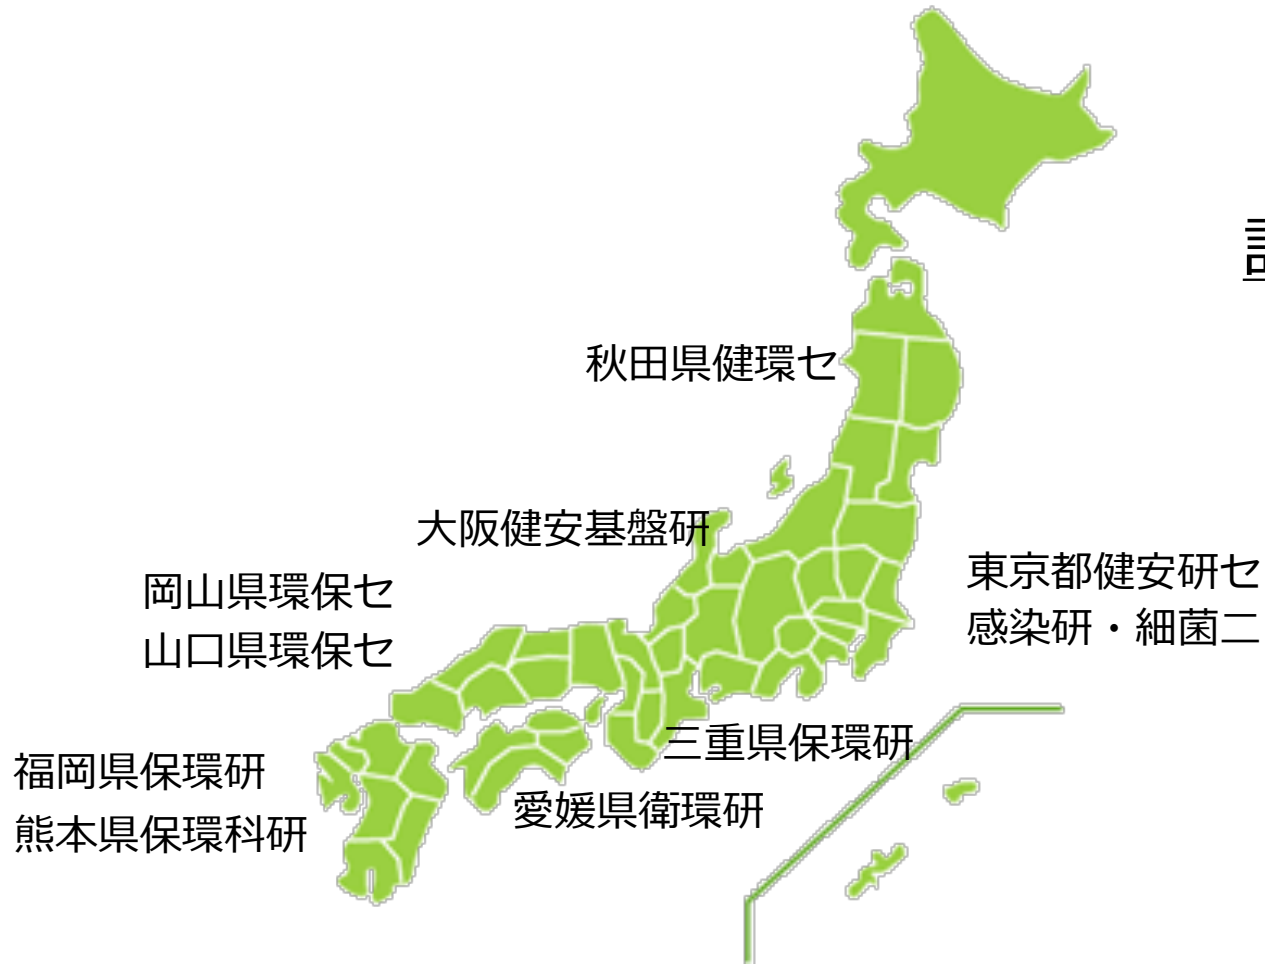 秋田県健環セ
大阪健安基盤研
岡山県環保セ
山口県環保セ
東京都健安研セ
感染研・細菌二
三重県保環研
福岡県保環研
愛媛県衛環研
熊本県保環科研